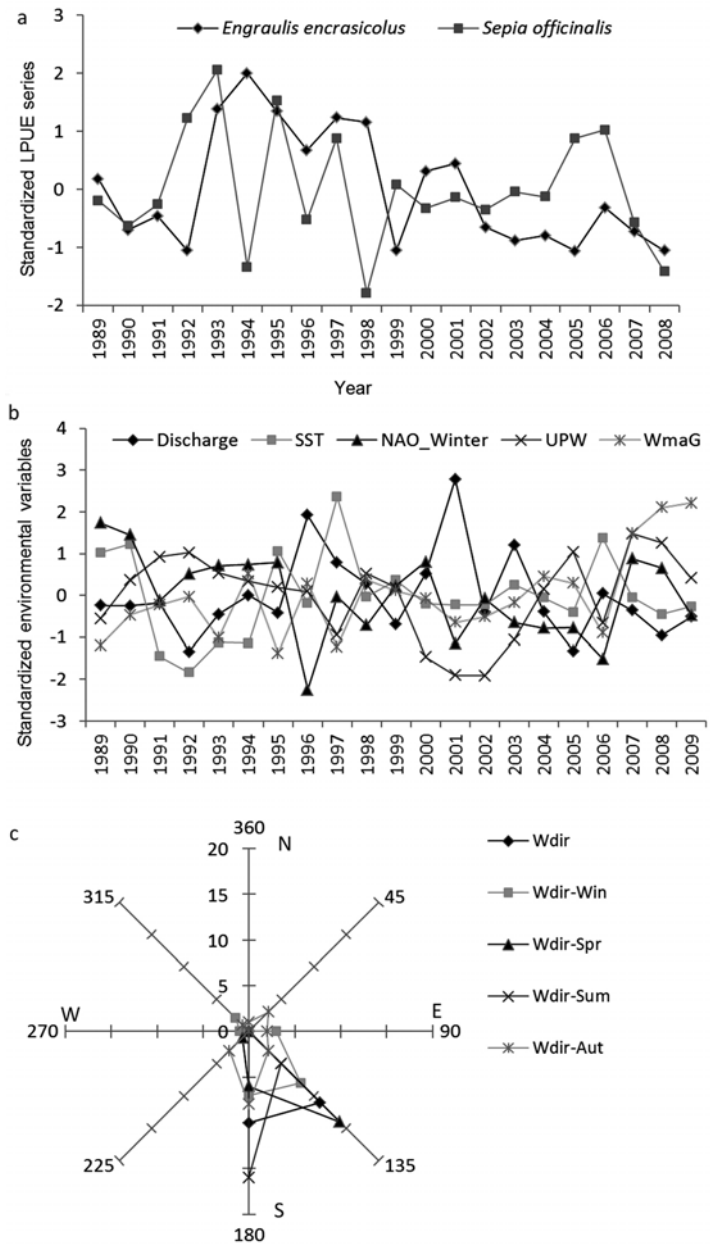 a
3
Engraulis encrasicolus Sepia officinalis
2
1
0
-1
-2
Standardized LPUE series
1989 1990 1991 1992 1993 1994 1995 1996 1997 1998 1999 2000 2001 2002 2003 2004 2005 2006 2007 2008
Year
b
4
Discharge SST NAO_Winter UPW WmaG
3
2
1
0
-1
-2
-3
Standardized environmental variables
1989 1990 1991 1992 1993 1994 1995 1996 1997 1998 1999 2000 2001 2002 2003 2004 2005 2006 2007 2008 2009
c
360
N
20
15
10
5
0
315
45
W
270
E
90
225
135
S
180
Wdir
Wdir-Win
Wdir-Spr
Wdir-Sum
Wdir-Aut